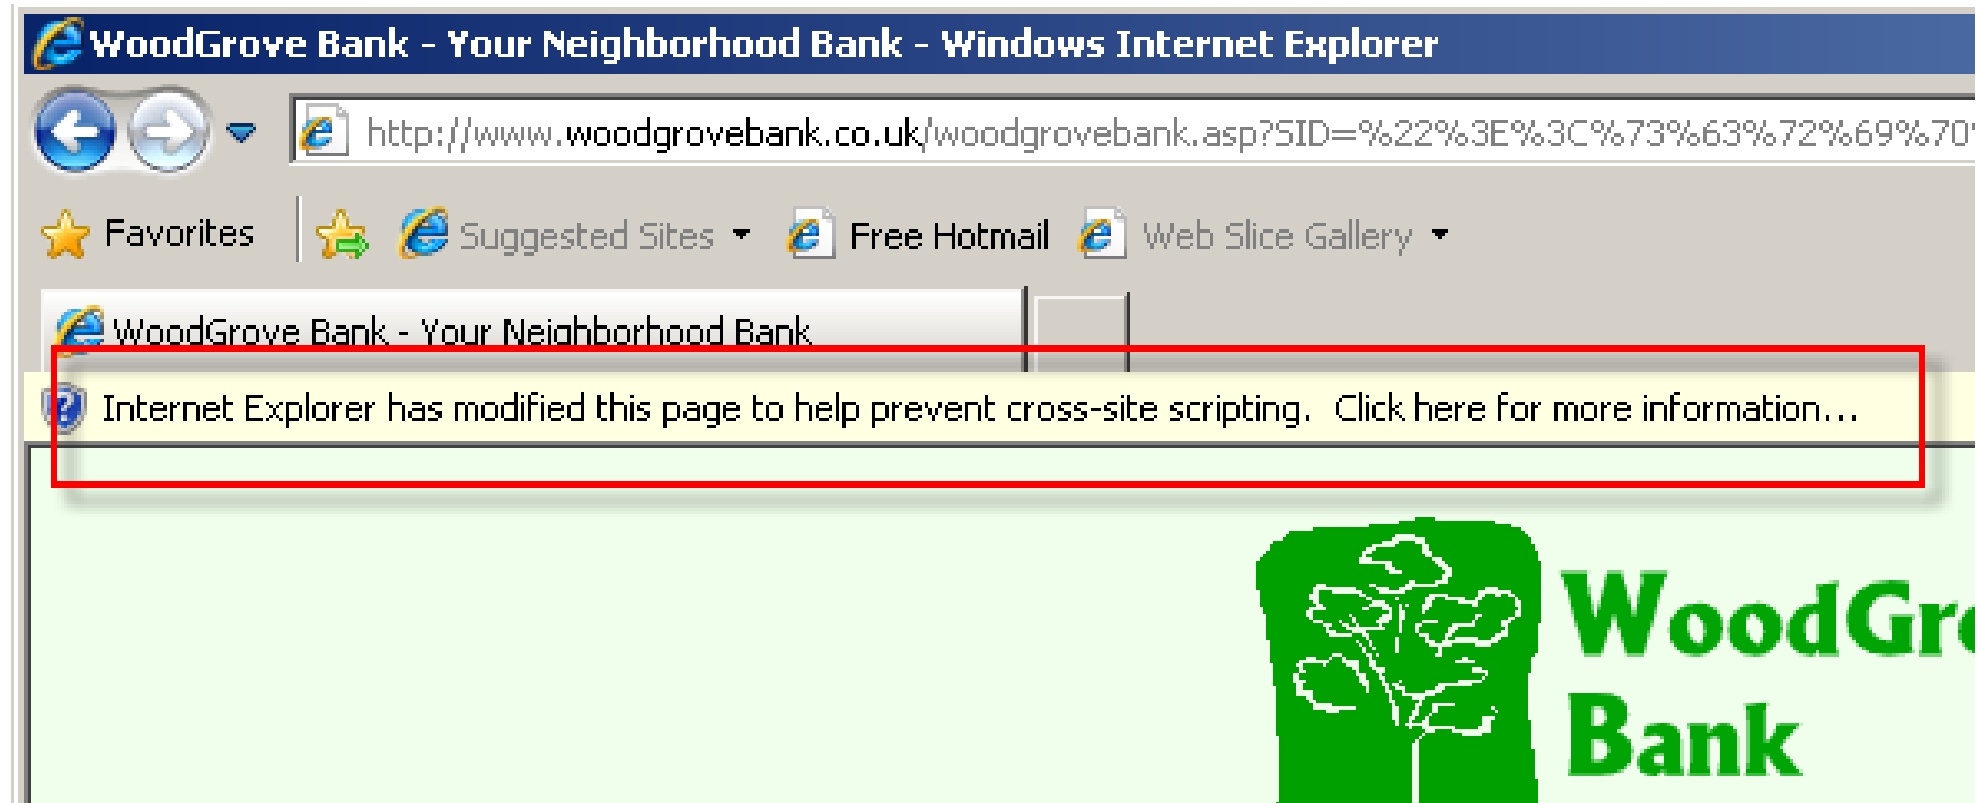 WoodGrove Bank - Your Neighborhood Bank - Windows Internet Explorer
http://www.woodgrovebank.co.uk/woodgrovebank.asp?SID=%22%3E%3C%73%63%72%69%70
Favorites Suggested Sites Free Hotmail Web Slice Gallery
WoodGrove Bank - Your Neighborhood Bank
Internet Explorer has modified this page to help prevent cross-site scripting. Click here for more information...
WoodGro
Bank